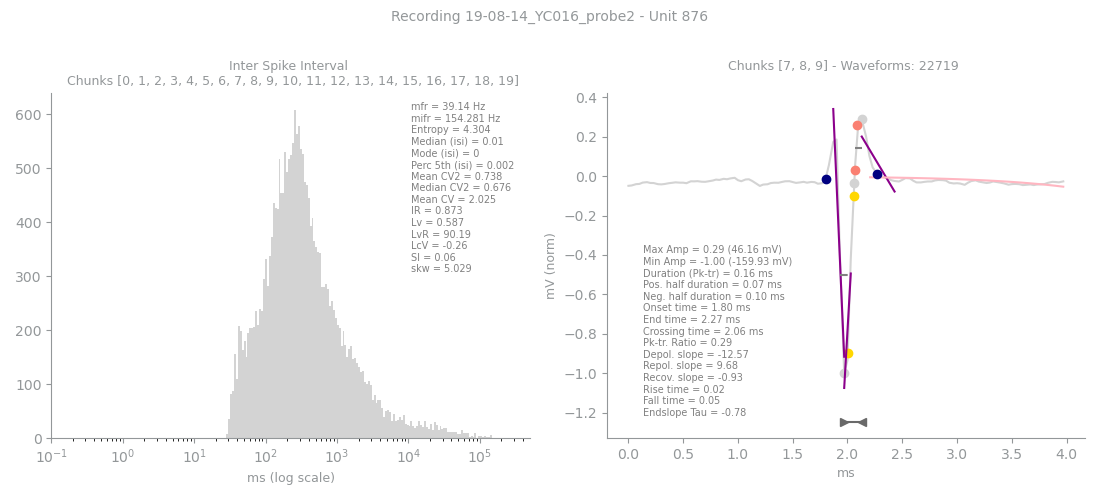 Recording 19-08-14_YC016_probe2 - Unit 876
Inter Spike Interval
Chunks [0, 1, 2, 3, 4, 5, 6, 7, 8, 9, 10, 11, 12, 13, 14, 15, 16, 17, 18, 19]
mfr = 39.14 Hz
mifr = 154.281 Hz
Entropy = 4.304
Median (isi) = 0.01
Mode (isi) = 0
Perc 5th (isi) = 0.002
Mean CV2 = 0.738
Median CV2 = 0.676
Mean CV = 2.025
IR = 0.873
Lv = 0.587
LvR = 90.19
LcV = -0.26
SI = 0.06
skw = 5.029
600
500
400
300
200
100
0
10⁻¹ 10⁰ 10¹ 10² 10³ 10⁴ 10⁵
ms (log scale)
Chunks [7, 8, 9] - Waveforms: 22719
0.4
0.2
0.0
−0.2
−0.4
−0.6
−0.8
−1.0
−1.2
mV (norm)
Max Amp = 0.29 (46.16 mV)
Min Amp = -1.00 (-159.93 mV)
Duration (Pk-tr) = 0.16 ms
Pos. half duration = 0.07 ms
Neg. half duration = 0.10 ms
Onset time = 1.80 ms
End time = 2.27 ms
Crossing time = 2.06 ms
Pk-tr. Ratio = 0.29
Depol. slope = -12.57
Repol. slope = 9.68
Recov. slope = -0.93
Rise time = 0.02
Fall time = 0.05
Endslope Tau = -0.78
0.0 0.5 1.0 1.5 2.0 2.5 3.0 3.5 4.0
ms